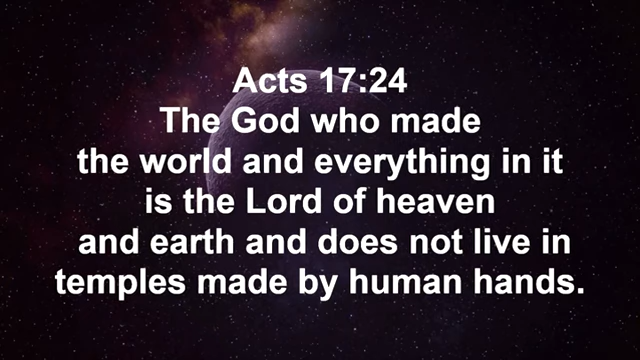 Acts 17:24
The God who made
the world and everything in it
is the Lord of heaven
and earth and does not live in
temples made by human hands.